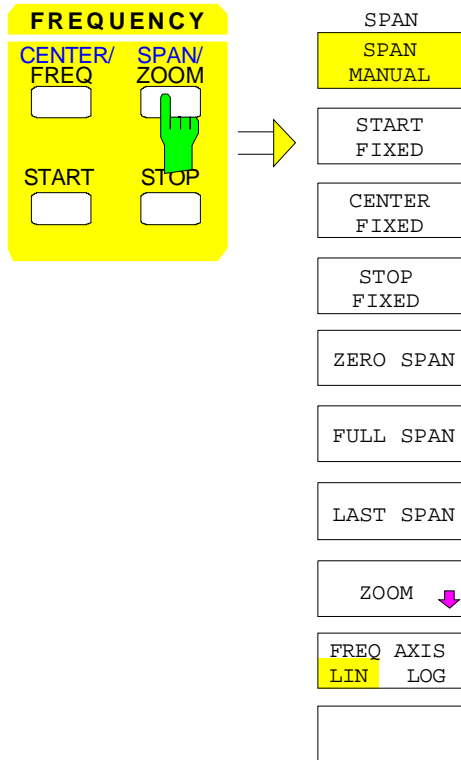 FREQUENCY
CENTER/ SPAN/
FREQ ZOOM
START STOP
SPAN
SPAN
MANUAL
START
FIXED
CENTER
FIXED
STOP
FIXED
ZERO SPAN
FULL SPAN
LAST SPAN
ZOOM
FREQ AXIS
LIN LOG